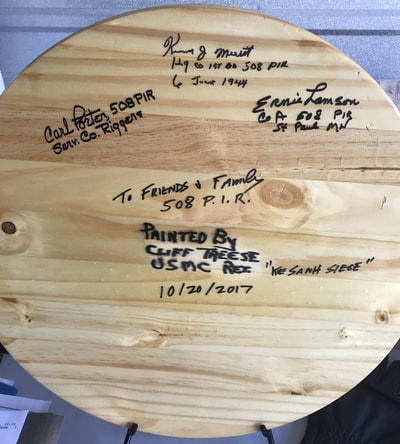 Kenneth J Merritt
Hq co 1st Bn 508 PIR
6 June 1944
Carl Porter 508 PIR
Serv. Co. Riggers
Ernie Lamson
Co A 508 PIR
St Paul MN
To FRIENDS & FAMILY
508 P.I.R.
PAINTED By
CLIFF TREESE
USMC
"KE SANH SIEGE"
10/20/2017